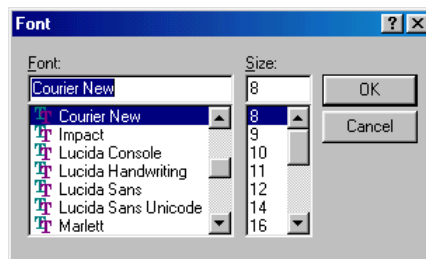 Font
Font: Size:
Courier New 8 OK
Courier New 8 Cancel
Impact 9
Lucida Console 10
Lucida Handwriting 11
Lucida Sans 12
Lucida Sans Unicode 14
Marlett 16